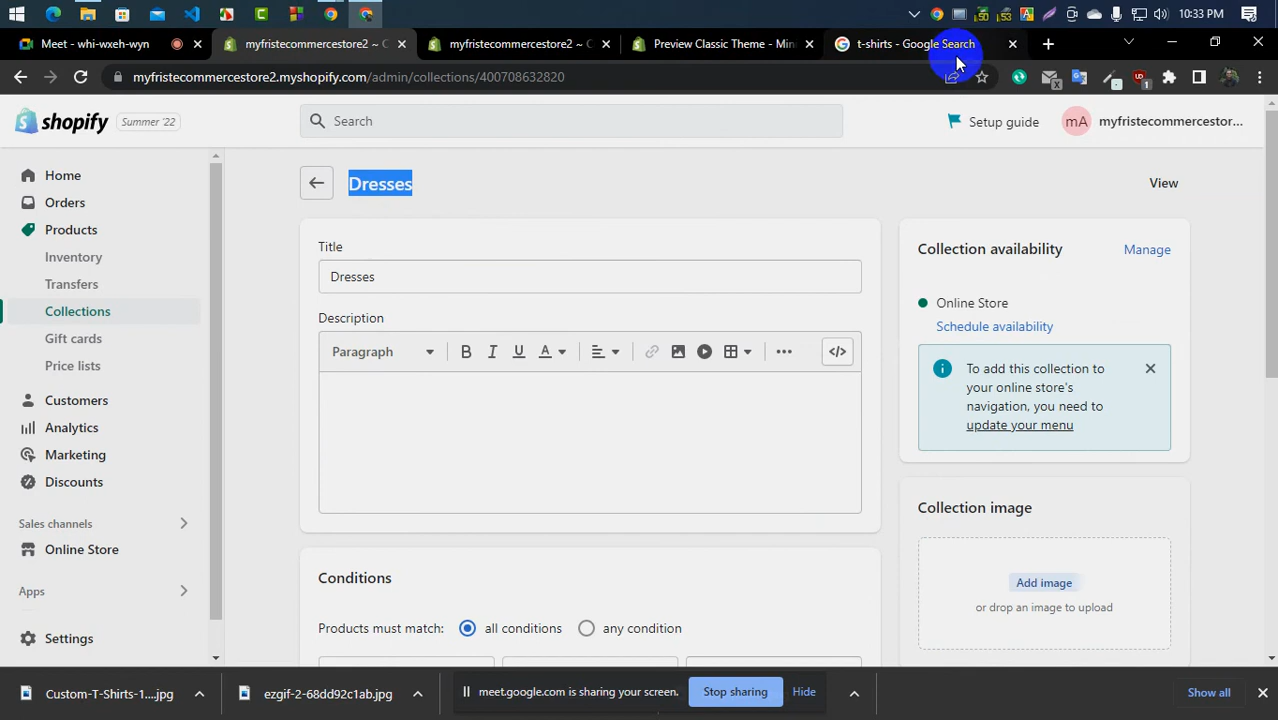 50
53
10:33 PM
Meet - whi-wxeh-wyn
myfristecommercestore2 ~ C
myfristecommercestore2 ~ C
Preview Classic Theme - Min
t-shirts - Google Search
myfristecommercestore2.myshopify.com/admin/collections/400708632820
shopify
Summer '22
Search
Setup guide
mA
myfristecommercestor...
Home
Orders
Products
Inventory
Transfers
Collections
Gift cards
Price lists
Customers
Analytics
Marketing
Discounts
Sales channels
Online Store
Apps
Settings
Dresses
View
Title
Dresses
Description
Paragraph
B I U A
Conditions
Products must match:
all conditions
any condition
Collection availability
Manage
Online Store
Schedule availability
To add this collection to
your online store's
navigation, you need to
update your menu
Collection image
Add image
or drop an image to upload
Custom-T-Shirts-1....jpg
ezgif-2-68dd92c1ab.jpg
meet.google.com is sharing your screen.
Stop sharing
Hide
Show all